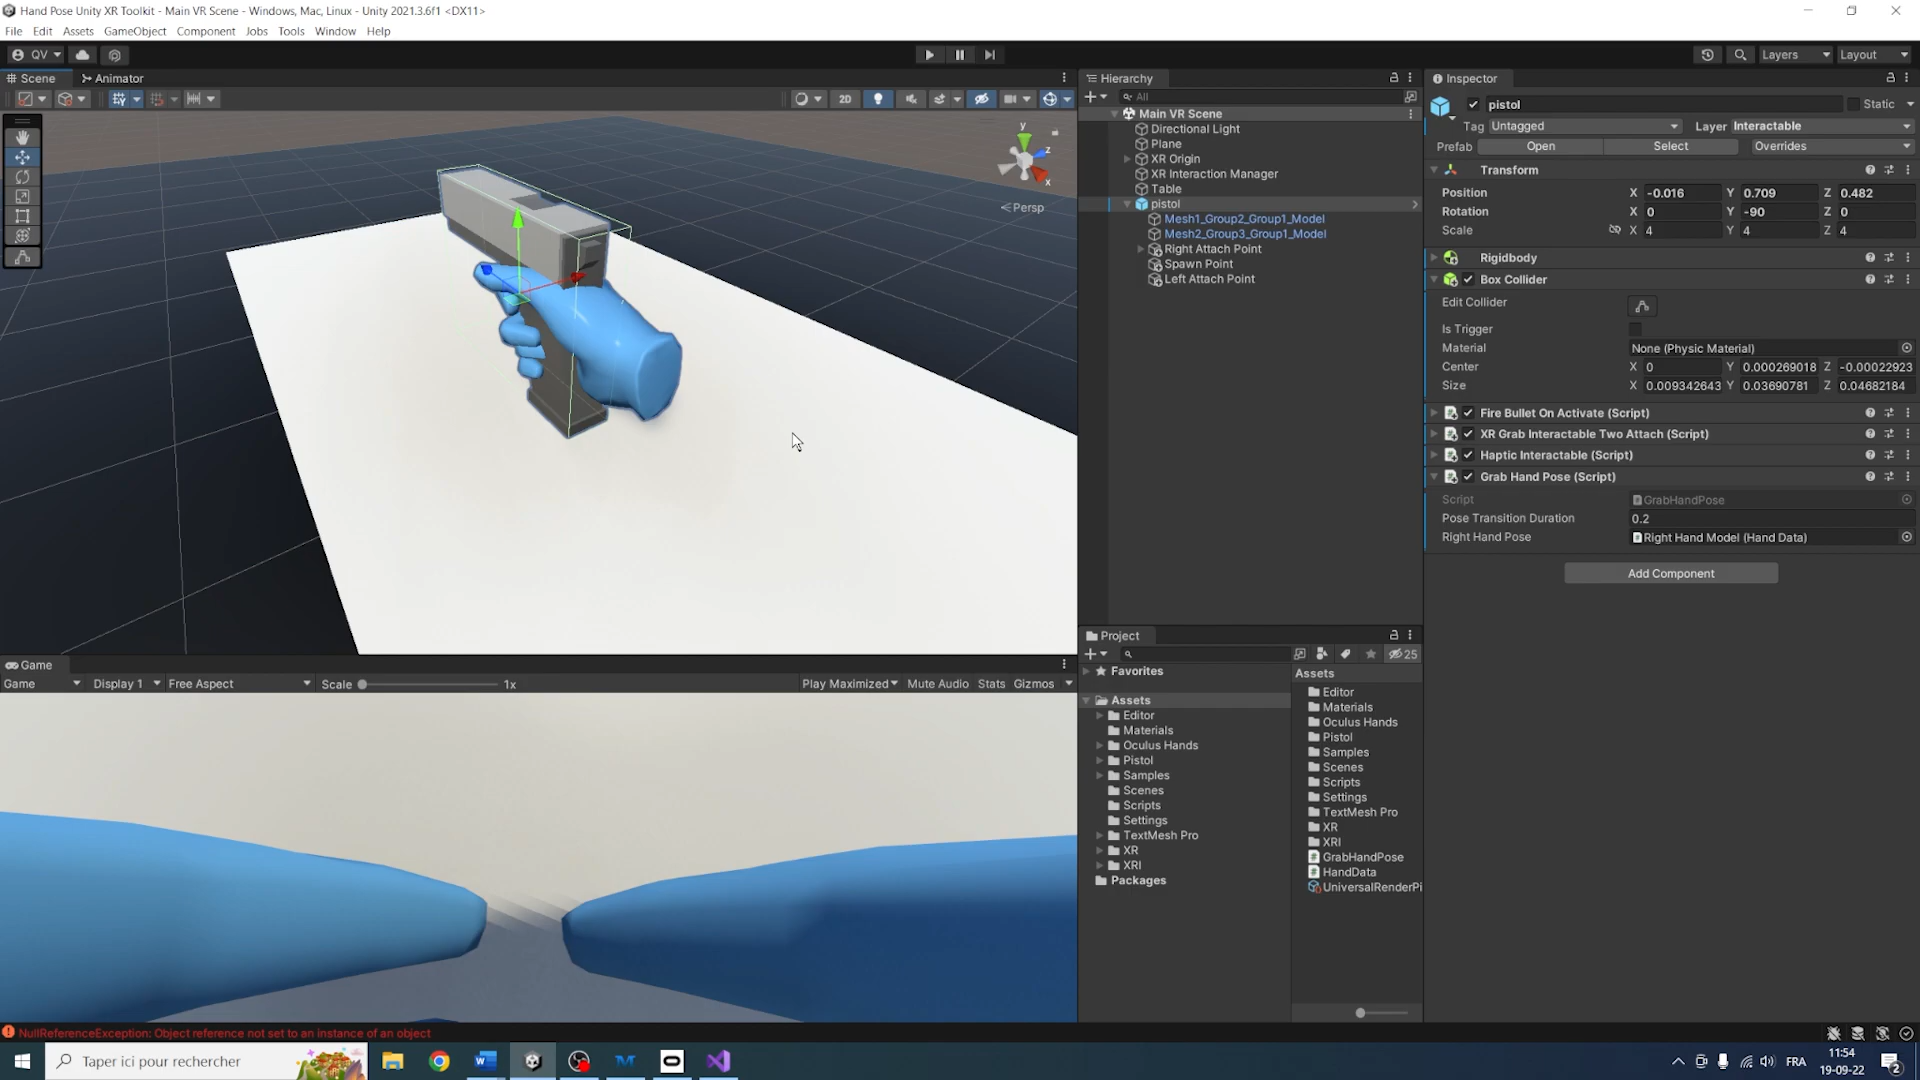 Hand Pose Unity XR Toolkit - Main VR Scene - Windows, Mac, Linux - Unity 2021.3.6f1 <DX11>
File Edit Assets GameObject Component Jobs Tools Window Help
QV Layers Layout
Scene Animator
2D
y
z
x
Persp
Game
Game Display 1 Free Aspect Scale 1x Play Maximized Mute Audio Stats Gizmos
Hierarchy
All
Main VR Scene
Directional Light
Plane
XR Origin
XR Interaction Manager
Table
pistol
Mesh1_Group2_Group1_Model
Mesh2_Group3_Group1_Model
Right Attach Point
Spawn Point
Left Attach Point
Project
25
Favorites
Assets
Editor
Materials
Oculus Hands
Pistol
Samples
Scenes
Scripts
Settings
TextMesh Pro
XR
XRI
Packages
Assets
Editor
Materials
Oculus Hands
Pistol
Samples
Scenes
Scripts
Settings
TextMesh Pro
XR
XRI
GrabHandPose
HandData
UniversalRenderPi
Inspector
pistol Static
Tag Untagged Layer Interactable
Prefab Open Select Overrides
Transform
Position X -0.016 Y 0.709 Z 0.482
Rotation X 0 Y -90 Z 0
Scale X 4 Y 4 Z 4
Rigidbody
Box Collider
Edit Collider
Is Trigger
Material None (Physic Material)
Center X 0 Y 0.000269018 Z -0.00022923
Size X 0.009342643 Y 0.03690781 Z 0.04682184
Fire Bullet On Activate (Script)
XR Grab Interactable Two Attach (Script)
Haptic Interactable (Script)
Grab Hand Pose (Script)
Script GrabHandPose
Pose Transition Duration 0.2
Right Hand Pose Right Hand Model (Hand Data)
Add Component
NullReferenceException: Object reference not set to an instance of an object
Taper ici pour rechercher
FRA
11:54
19-09-22
2